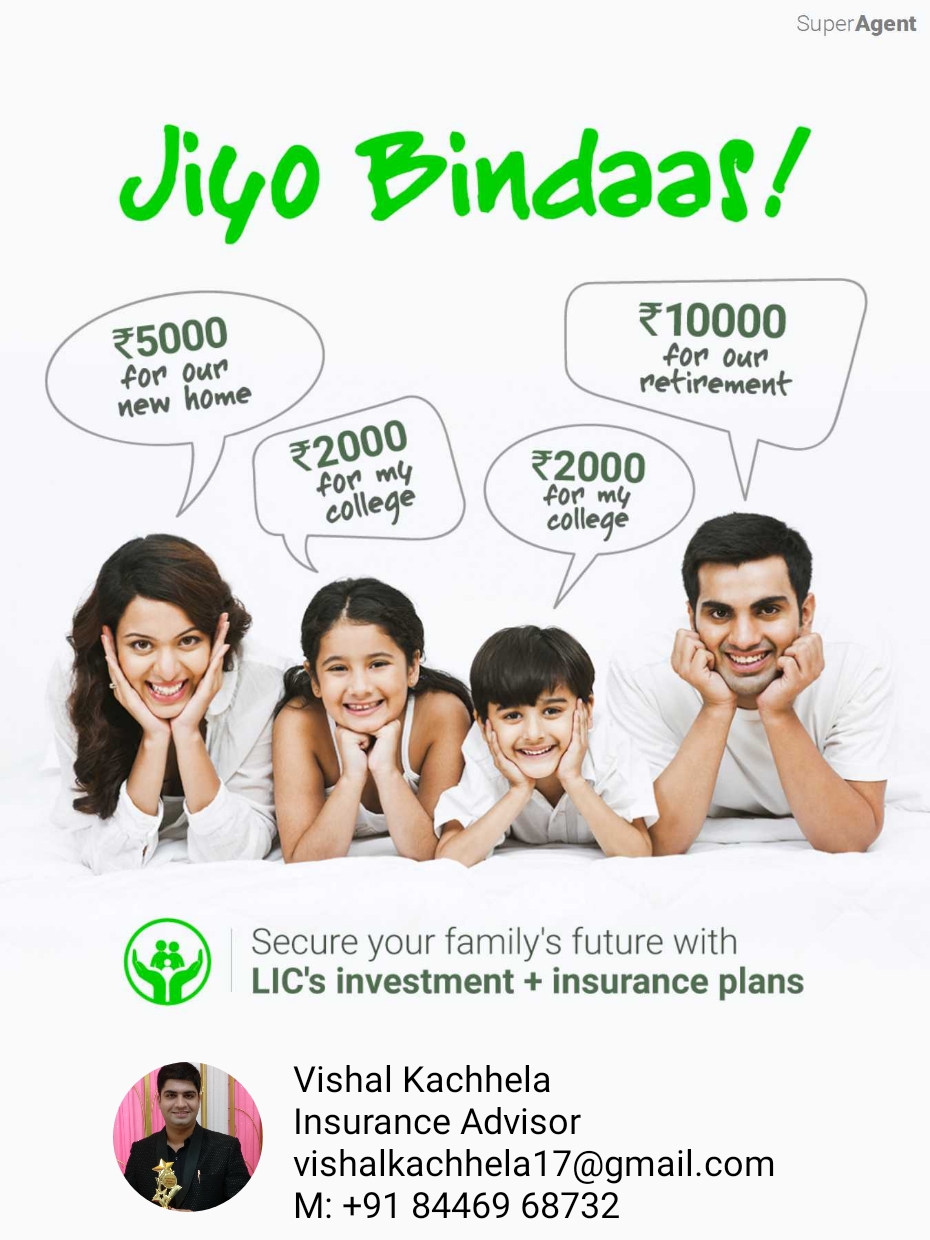 SuperAgent
Jiyo Bindaas!
₹5000
for our
new home
₹2000
for my
college
₹2000
for my
college
₹10000
for our
retirement
Secure your family's future with
LIC's investment + insurance plans
Vishal Kachhela
Insurance Advisor
vishalkachhela17@gmail.com
M: +91 84469 68732